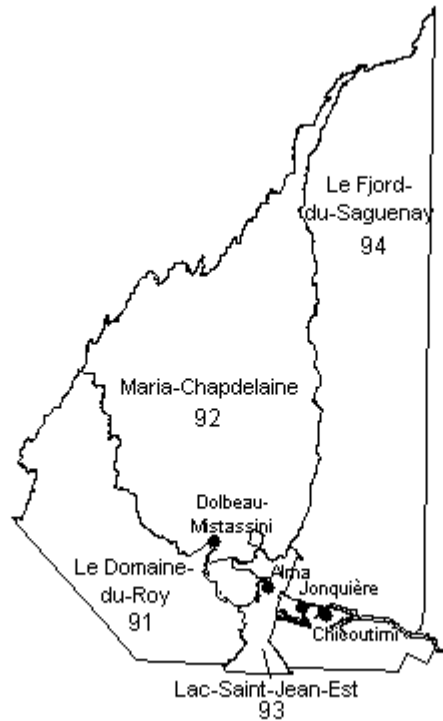 Le Fjord-
du-Saguenay
94
Maria-Chapdelaine
92
Dolbeau-
Mistassini
Le Domaine-
du-Roy
91
Alma
Jonquière
Chicoutimi
Lac-Saint-Jean-Est
93